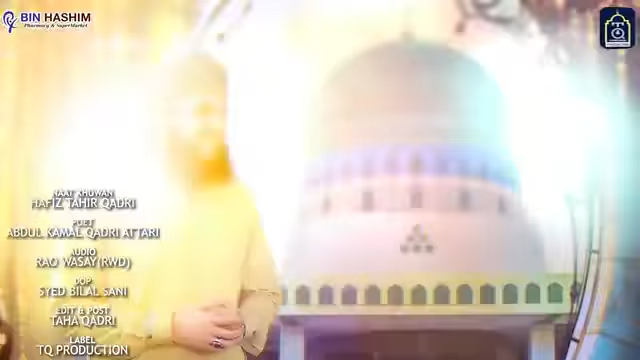 BIN HASHIM
Pharmacy & SuperMarket
NAAT KHUWAN
HAFIZ TAHIR QADRI
POET
ABDUL KAMAL QADRI ATTARI
AUDIO
RAO WASAY (RWD)
DOP
SYED BILAL SANI
EDIT & POST
TAHA QADRI
LABEL
TQ PRODUCTION